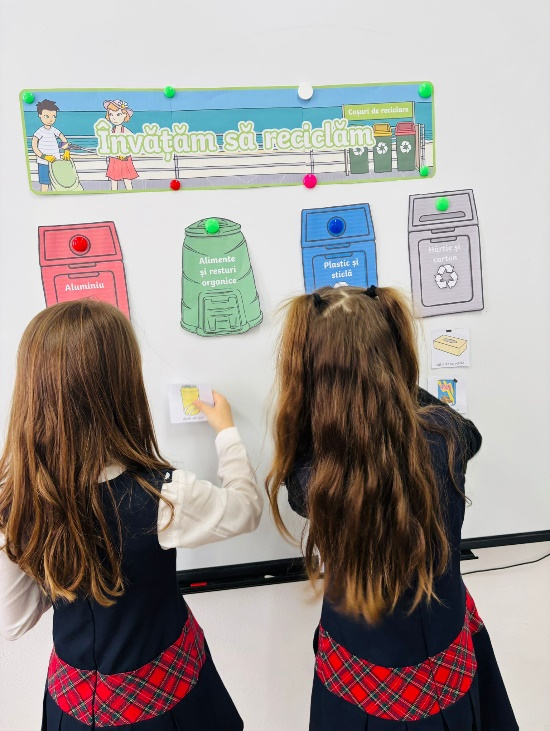 Coșuri de reciclare
Învățăm să reciclăm
Aluminiu
Alimente
și resturi
organice
Plastic și
sticlă
Hârtie și
carton